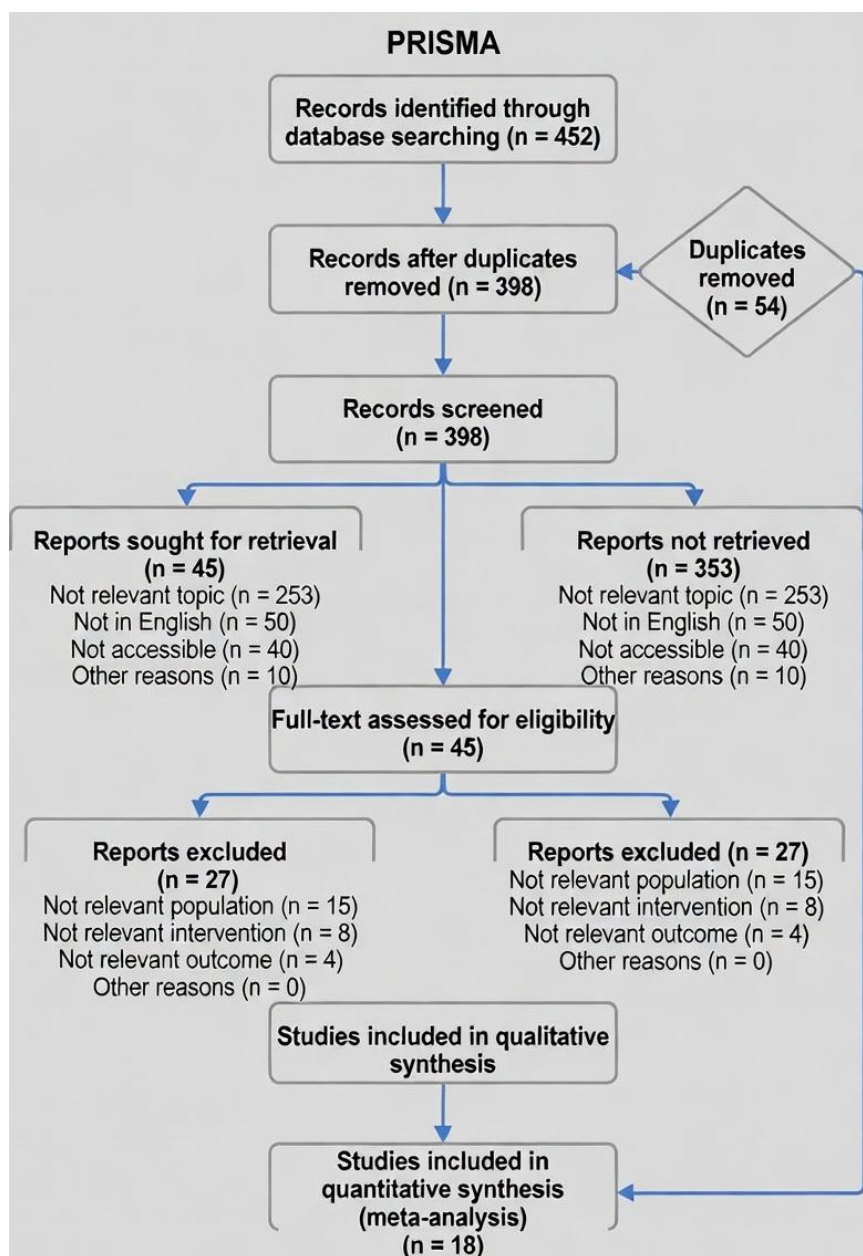 PRISMA
Records identified through
database searching (n = 452)
Records after duplicates
removed (n = 398)
Duplicates
removed
(n = 54)
Records screened
(n = 398)
Reports sought for retrieval
(n = 45)
Not relevant topic (n = 253)
Not in English (n = 50)
Not accessible (n = 40)
Other reasons (n = 10)
Reports not retrieved
(n = 353)
Not relevant topic (n = 253)
Not in English (n = 50)
Not accessible (n = 40)
Other reasons (n = 10)
Full-text assessed for eligibility
(n = 45)
Reports excluded
(n = 27)
Not relevant population (n = 15)
Not relevant intervention (n = 8)
Not relevant outcome (n = 4)
Other reasons (n = 0)
Reports excluded (n = 27)
Not relevant population (n = 15)
Not relevant intervention (n = 8)
Not relevant outcome (n = 4)
Other reasons (n = 0)
Studies included in qualitative
synthesis
Studies included in
quantitative synthesis
(meta-analysis)
(n = 18)